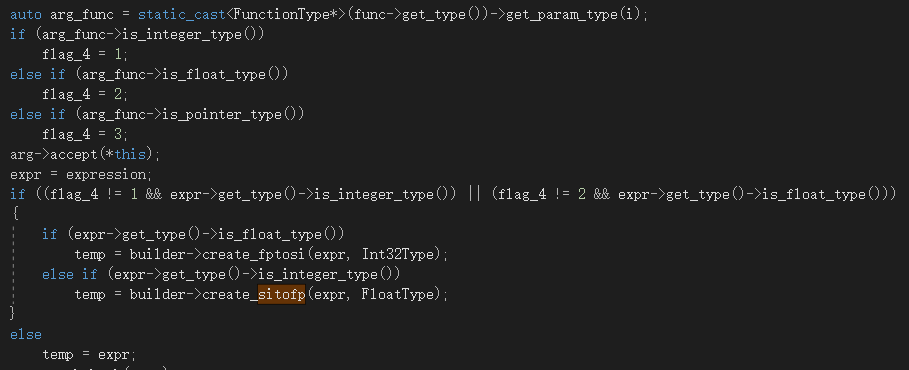 auto arg_func = static_cast<FunctionType*>(func->get_type())->get_param_type(i);
if (arg_func->is_integer_type())
    flag_4 = 1;
else if (arg_func->is_float_type())
    flag_4 = 2;
else if (arg_func->is_pointer_type())
    flag_4 = 3;
arg->accept(*this);
expr = expression;
if ((flag_4 != 1 && expr->get_type()->is_integer_type()) || (flag_4 != 2 && expr->get_type()->is_float_type()))
{
    if (expr->get_type()->is_float_type())
        temp = builder->create_fptosi(expr, Int32Type);
    else if (expr->get_type()->is_integer_type())
        temp = builder->create_sitofp(expr, FloatType);
}
else
    temp = expr;